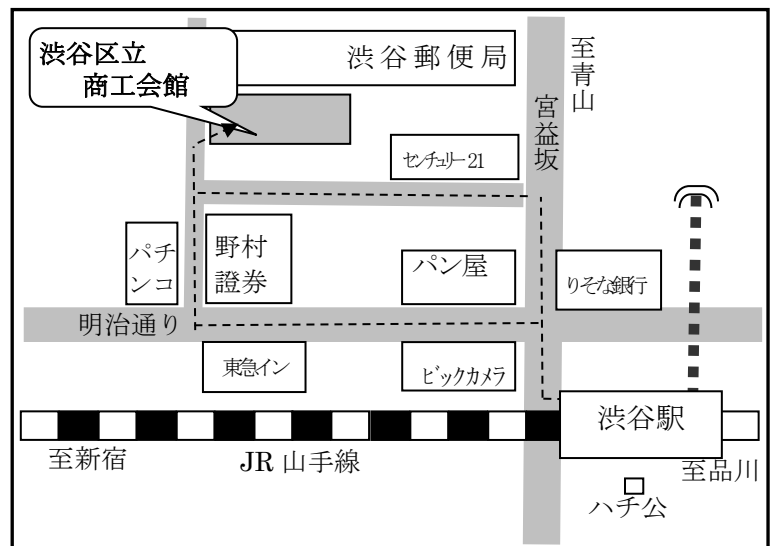 渋谷区立
商工会館
渋谷郵便局
至青山
宮益坂
センチュリー21
パチ
ンコ
野村
證券
パン屋
りそな銀行
明治通り
東急イン
ビックカメラ
渋谷駅
至新宿
JR 山手線
至品川
ハチ公